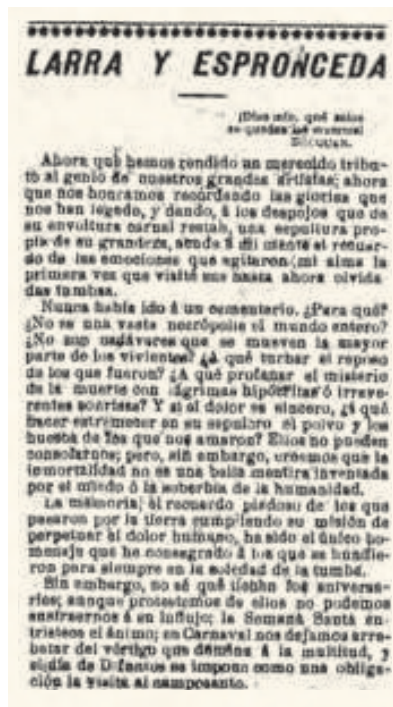 LARRA Y ESPRONCEDA
¡Dios mío, qué solos
se quedan los muertos!
BÉCQUER.
Ahora que hemos rendido un merecido tribu-
to al genio de nuestros grandes artistas; ahora
que nos honramos recordando las glorias que
nos han legado, y dando, á los despojos que de
su envoltura carnal restan, una sepultura pro-
pia de su grandeza, acude á mi mente el recuer-
do de las emociones que agitaron mi alma la
primera vez que visité sus hasta ahora olvida
das tumbas.
Nunca había ido á un cementerio. ¿Para qué?
¿No es una vasta necrópolis el mundo entero?
¿No son cadáveres que se mueven la mayor
parte de los vivientes? ¿A qué turbar el reposo
de los que fueron? ¿A qué profanar el misterio
de la muerte con lágrimas hipócritas ó irreve-
rentes sonrisas? Y si el dolor es sincero, ¿á qué
hacer estremecer en su sepulcro el polvo y los
huesos de los que nos amaron? Ellos no pueden
consolarnos; pero, sin embargo, creemos que la
inmortalidad no es una bella mentira inventada
por el miedo ó la soberbia de la humanidad.
La memoria, el recuerdo piadoso de los que
pasaron por la tierra cumpliendo su misión de
perpetuar el dolor humano, ha sido el único ho-
menaje que he consagrado á los que se hundie-
ron para siempre en la soledad de la tumba.
Sin embargo, no sé qué tienen los aniversa-
rios; aunque protestemos de ellos no podemos
sustraernos á su influjo; la Semana Santa en-
tristece el ánimo; en Carnaval nos dejamos arre-
batar del vértigo que domina á la multitud, y
el día de Difuntos se impone como una obliga-
ción la visita al camposanto.